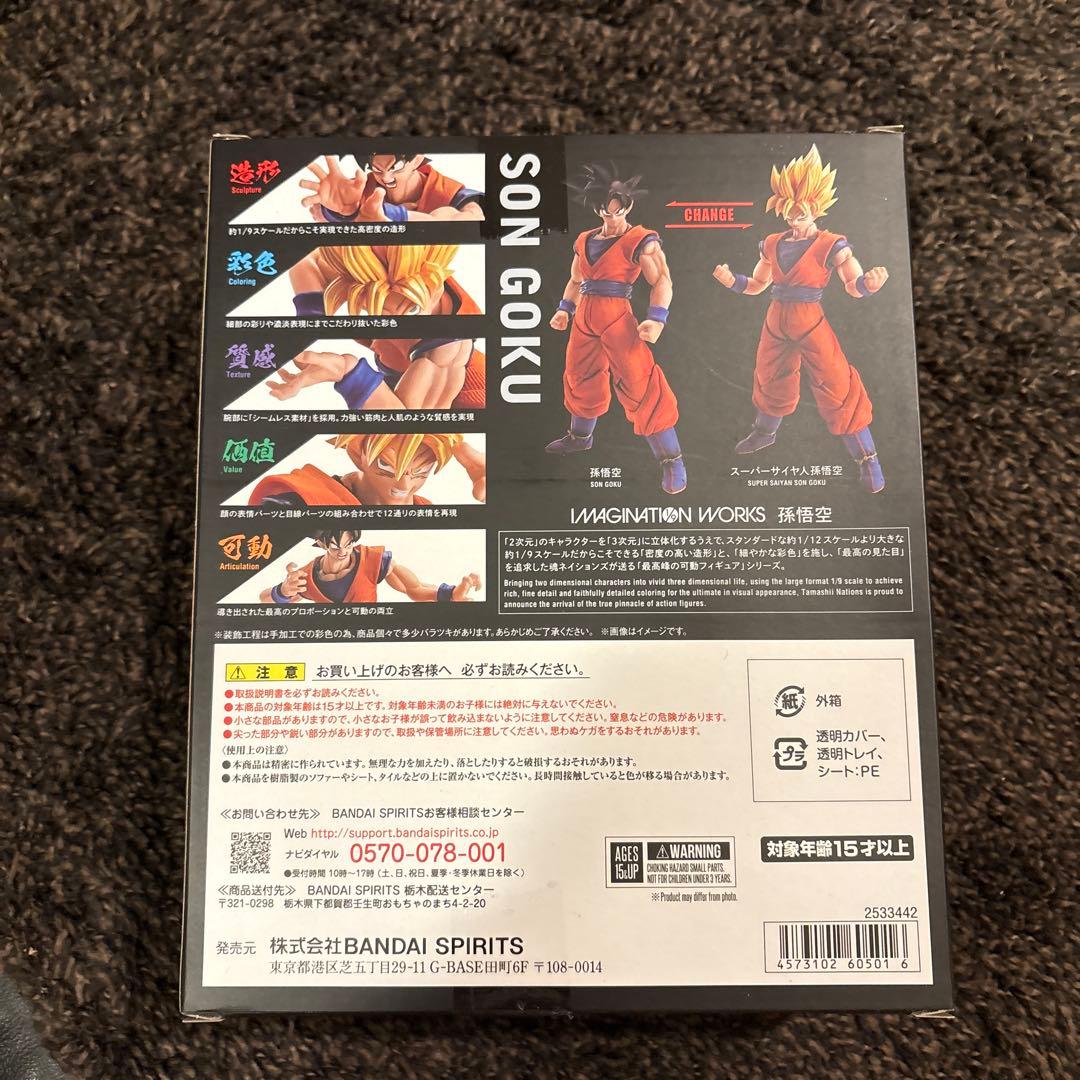 造形
Sculpture
約1/9スケールだからこそ実現できた高密度の造形
彩色
Coloring
細部の彩りや濃淡表現にまでこだわり抜いた彩色
質感
Texture
腕部に「シームレス素材」を採用。力強い筋肉と人肌のような質感を実現
価値
Value
顔の表情パーツと目線パーツの組み合わせで12通りの表情を再現
可動
Articulation
導き出された最高のプロポーションと可動の両立
SON GOKU
CHANGE
孫悟空
SON GOKU
スーパーサイヤ人孫悟空
SUPER SAIYAN SON GOKU
IMAGINATION WORKS 孫悟空
「2次元」のキャラクターを「3次元」に立体化するうえで、スタンダードな約1/12スケールより大きな
約1/9スケールだからこそできる「密度の高い造形」と、「細やかな彩色」を施し、「最高の見た目」
を追求した魂ネイションズが送る「最高峰の可動フィギュア」シリーズ。
Bringing two dimensional characters into vivid three dimensional life, using the large format 1/9 scale to achieve
rich, fine detail and faithfully detailed coloring for the ultimate in visual appearance, Tamashii Nations is proud to
announce the arrival of the true pinnacle of action figures.
※装飾工程は手加工での彩色の為、商品個々で多少バラツキがあります。あらかじめご了承ください。 ※画像はイメージです。
注意 お買い上げのお客様へ 必ずお読みください。
●取扱説明書を必ずお読みください。
●本商品の対象年齢は15才以上です。対象年齢未満のお子様には絶対に与えないでください。
●小さな部品がありますので、小さなお子様が誤って飲み込まないように注意してください。窒息などの危険があります。
●尖った部分や鋭い部分がありますので、取扱や保管場所に注意してください。思わぬケガをするおそれがあります。
〈使用上の注意〉
●本商品は精密に作られています。無理な力を加えたり、落としたりすると破損するおそれがあります。
●本商品を樹脂製のソファーやシート、タイルなどの上に置かないでください。長時間接触していると色が移る場合があります。
紙 外箱
プラ 透明カバー、
透明トレイ、
シート:PE
≪お問い合わせ先≫ BANDAI SPIRITSお客様相談センター
Web http://support.bandaispirits.co.jp
ナビダイヤル 0570-078-001
●受付時間 10時〜17時(土、日、祝日、夏季・冬季休業日を除く)
≪商品送付先≫ BANDAI SPIRITS 栃木配送センター
〒321-0298 栃木県下都賀郡壬生町おもちゃのまち4-2-20
AGES
15&UP
WARNING
CHOKING HAZARD SMALL PARTS.
NOT FOR CHILDREN UNDER 3 YEARS.
※Product may differ from photo.
対象年齢15才以上
2533442
4573102 60501 6
発売元 株式会社BANDAI SPIRITS
東京都港区芝五丁目29-11 G-BASE田町6F 〒108-0014